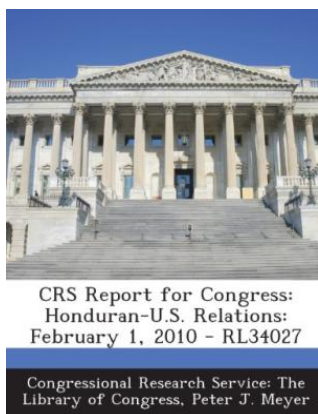 CRS Report for Congress:
Honduran-U.S. Relations:
February 1, 2010 - RL34027
Congressional Research Service: The
Library of Congress, Peter J. Meyer